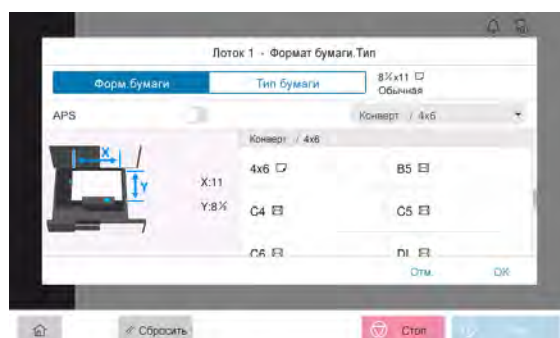 Лоток 1 - Формат бумаги.Тип
Форм.бумаги
Тип бумаги
8½x11
Обычная
APS
Конверт / 4x6
Конверт / 4x6
X
Y
X:11
Y:8½
4x6
B5
C4
C5
C6
DL
Отм.
OK
Сбросить
Стоп